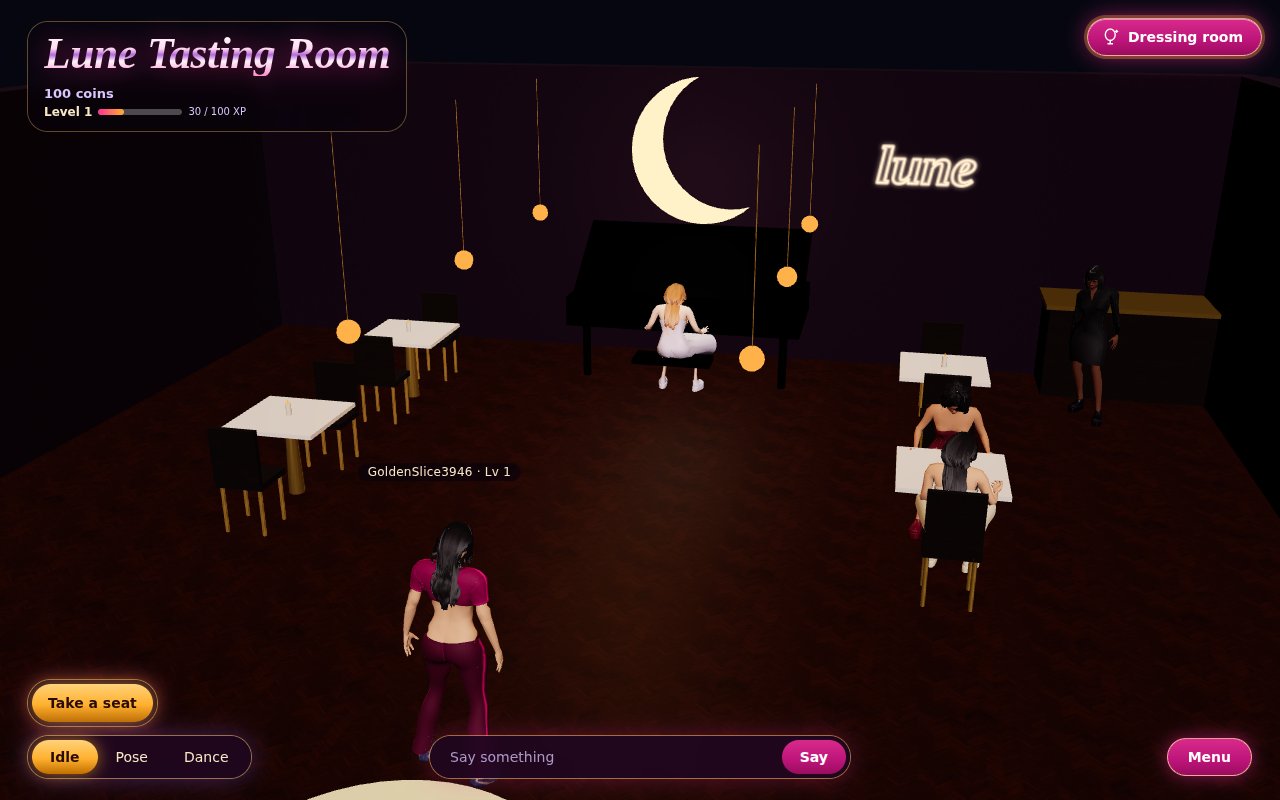 Lune Tasting Room
100 coins
Level 1 30 / 100 XP
Dressing room
lune
GoldenSlice3946 · Lv 1
Take a seat
Idle Pose Dance
Say something Say
Menu